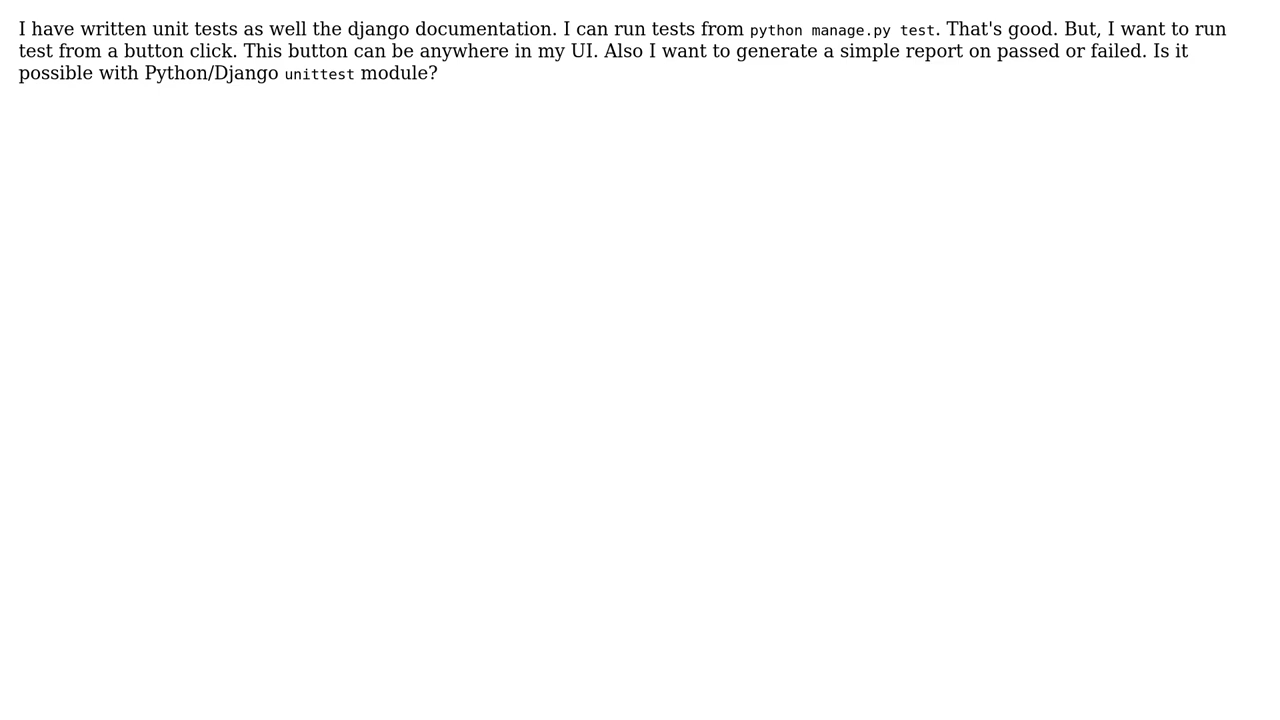 I have written unit tests as well the django documentation. I can run tests from python manage.py test. That's good. But, I want to run
test from a button click. This button can be anywhere in my UI. Also I want to generate a simple report on passed or failed. Is it
possible with Python/Django unittest module?